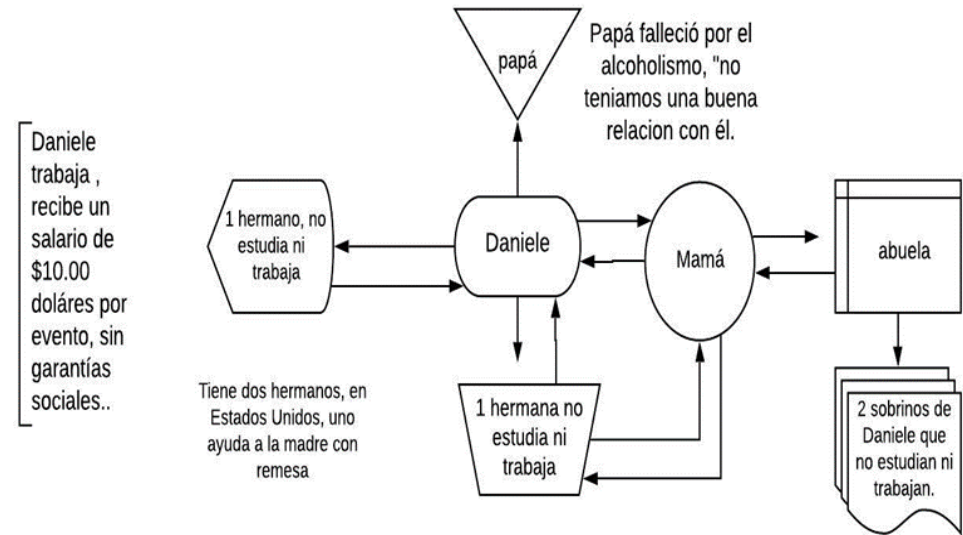 papá
Papá falleció por el
alcoholismo, "no
teniamos una buena
relacion con él.
Daniele
trabaja ,
recibe un
salario de
$10.00
doláres por
evento, sin
garantías
sociales..
1 hermano, no
estudia ni
trabaja
Daniele
Mamá
abuela
Tiene dos hermanos, en
Estados Unidos, uno
ayuda a la madre con
remesa
1 hermana no
estudia ni
trabaja
2 sobrinos de
Daniele que
no estudian ni
trabajan.